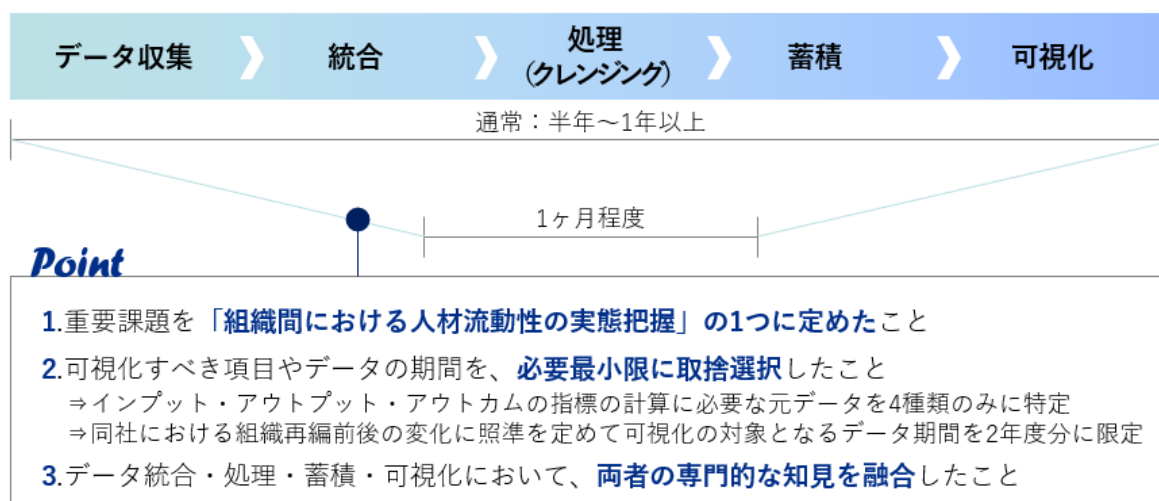 データ収集
統合
処理
(クレンジング)
蓄積
可視化
通常：半年～1年以上
1ヶ月程度
Point
1.重要課題を「組織間における人材流動性の実態把握」の1つに定めたこと
2.可視化すべき項目やデータの期間を、必要最小限に取捨選択したこと
⇒インプット・アウトプット・アウトカムの指標の計算に必要な元データを4種類のみに特定
⇒同社における組織再編前後の変化に照準を定めて可視化の対象となるデータ期間を2年度分に限定
3.データ統合・処理・蓄積・可視化において、両者の専門的な知見を融合したこと